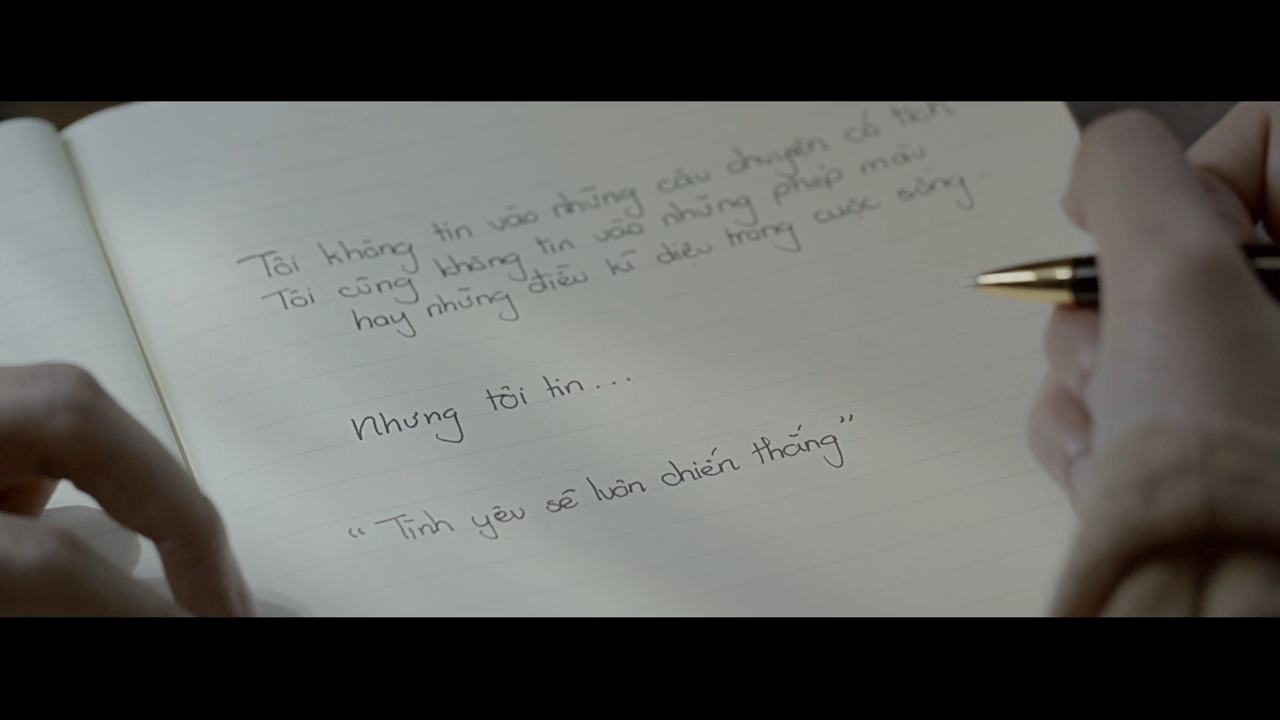 Tôi không tin vào những câu chuyện cổ tích
Tôi cũng không tin vào những phép màu
hay những điều kì diệu trong cuộc sống.
Nhưng tôi tin...
“Tình yêu sẽ luôn chiến thắng”